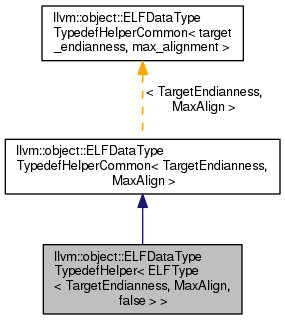 llvm::object::ELFDataType
TypedefHelperCommon< target
_endianness, max_alignment >
< TargetEndianness,
MaxAlign >
llvm::object::ELFDataType
TypedefHelperCommon< TargetEndianness,
MaxAlign >
llvm::object::ELFDataType
TypedefHelper< ELFType
< TargetEndianness, MaxAlign,
false > >